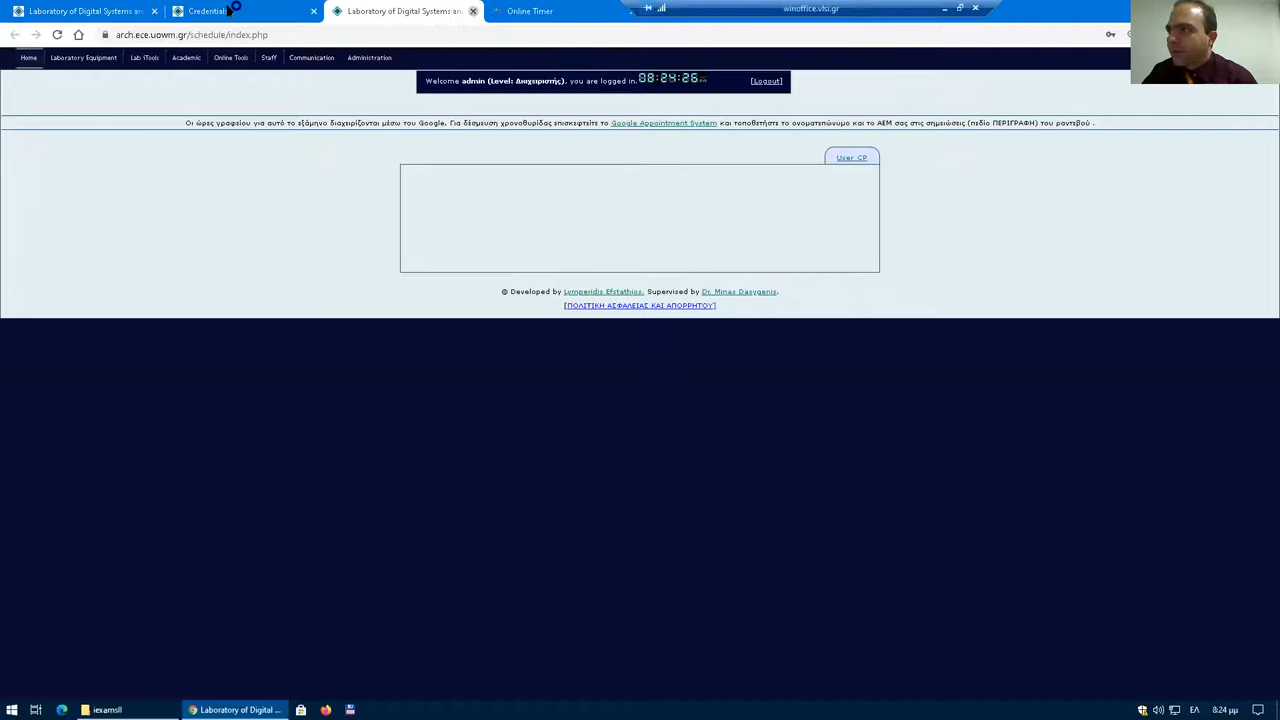 Laboratory of Digital Systems an
Credentials
Laboratory of Digital Systems an
Online Timer
winoffice.vlsi.gr
arch.ece.uowm.gr/schedule/index.php
Home Laboratory Equipment Lab iTools Academic Online Tools Staff Communication Administration
Welcome admin (Level: Διαχειριστής), you are logged in. 08:24:26 PM [Logout]
Οι ώρες γραφείου για αυτό το εξάμηνο διαχειρίζονται μέσω του Google. Για δέσμευση χρονοθυρίδας επισκεφτείτε το Google Appointment System και τοποθετήστε το ονοματεπώνυμο και το ΑΕΜ σας στις σημειώσεις (πεδίο ΠΕΡΙΓΡΑΦΗ) του ραντεβού .
User CP
© Developed by Lymperidis Efstathios, Supervised by Dr. Minas Dasygenis.
[ΠΟΛΙΤΙΚΗ ΑΣΦΑΛΕΙΑΣ ΚΑΙ ΑΠΟΡΡΗΤΟΥ]
iexamsII
Laboratory of Digital ...
ΕΛ
8:24 μμ